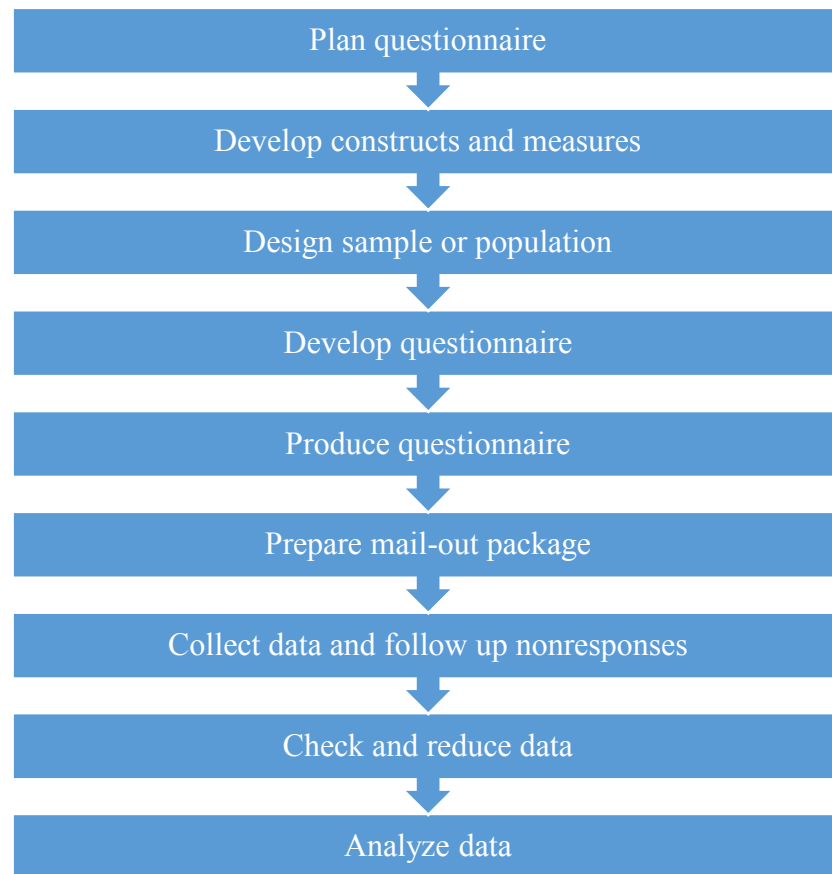 Plan questionnaire
Develop constructs and measures
Design sample or population
Develop questionnaire
Produce questionnaire
Prepare mail-out package
Collect data and follow up nonresponses
Check and reduce data
Analyze data